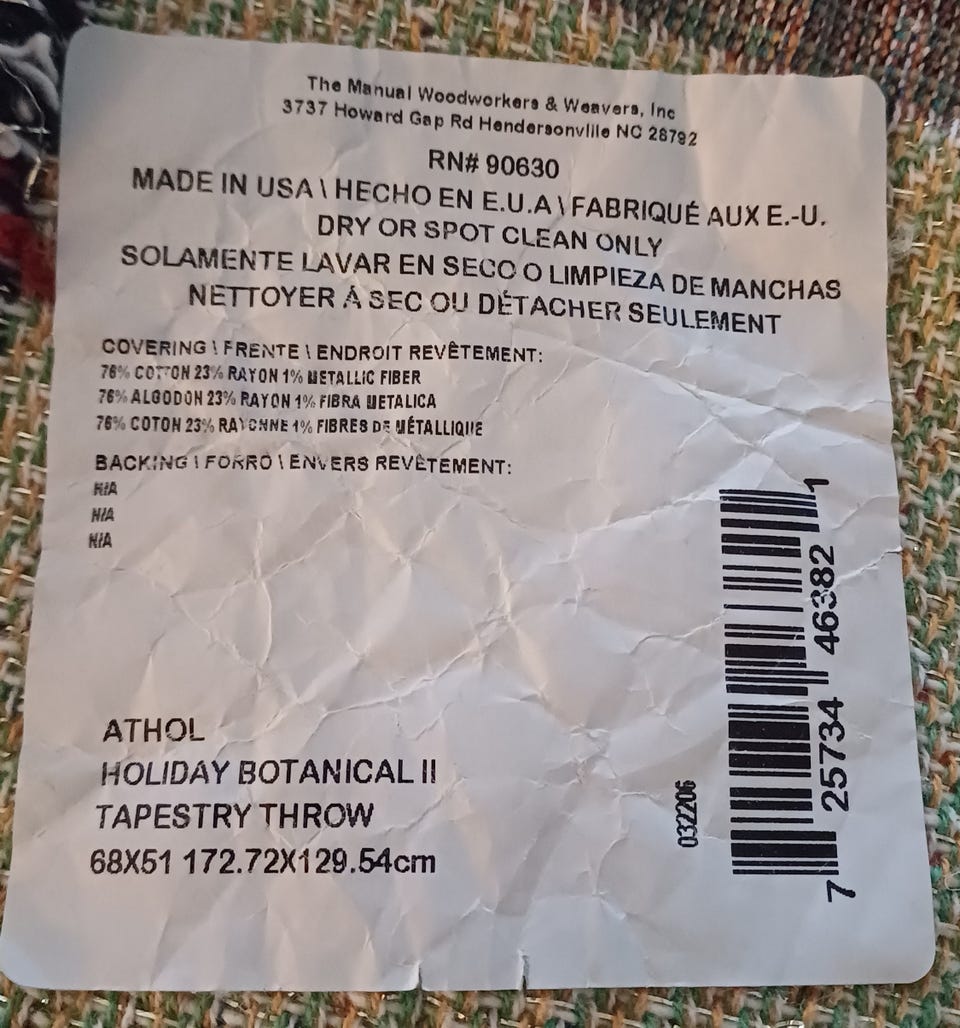 The Manual Woodworkers & Weavers, Inc
3737 Howard Gap Rd Hendersonville NC 28792
RN# 90630
MADE IN USA \ HECHO EN E.U.A \ FABRIQUÉ AUX E.-U.
DRY OR SPOT CLEAN ONLY
SOLAMENTE LAVAR EN SECO O LIMPIEZA DE MANCHAS
NETTOYER Á SEC OU DÉTACHER SEULEMENT
COVERING \ FRENTE \ ENDROIT REVÊTEMENT:
76% COTTON 23% RAYON 1% METALLIC FIBER
76% ALGODON 23% RAYON 1% FIBRA METALICA
76% COTON 23% RAYONNE 1% FIBRES DE MÉTALLIQUE
BACKING \ FORRO \ ENVERS REVÊTEMENT:
N/A
N/A
N/A
ATHOL
HOLIDAY BOTANICAL II
TAPESTRY THROW
68X51 172.72X129.54cm
032206
7 25734 46382 1